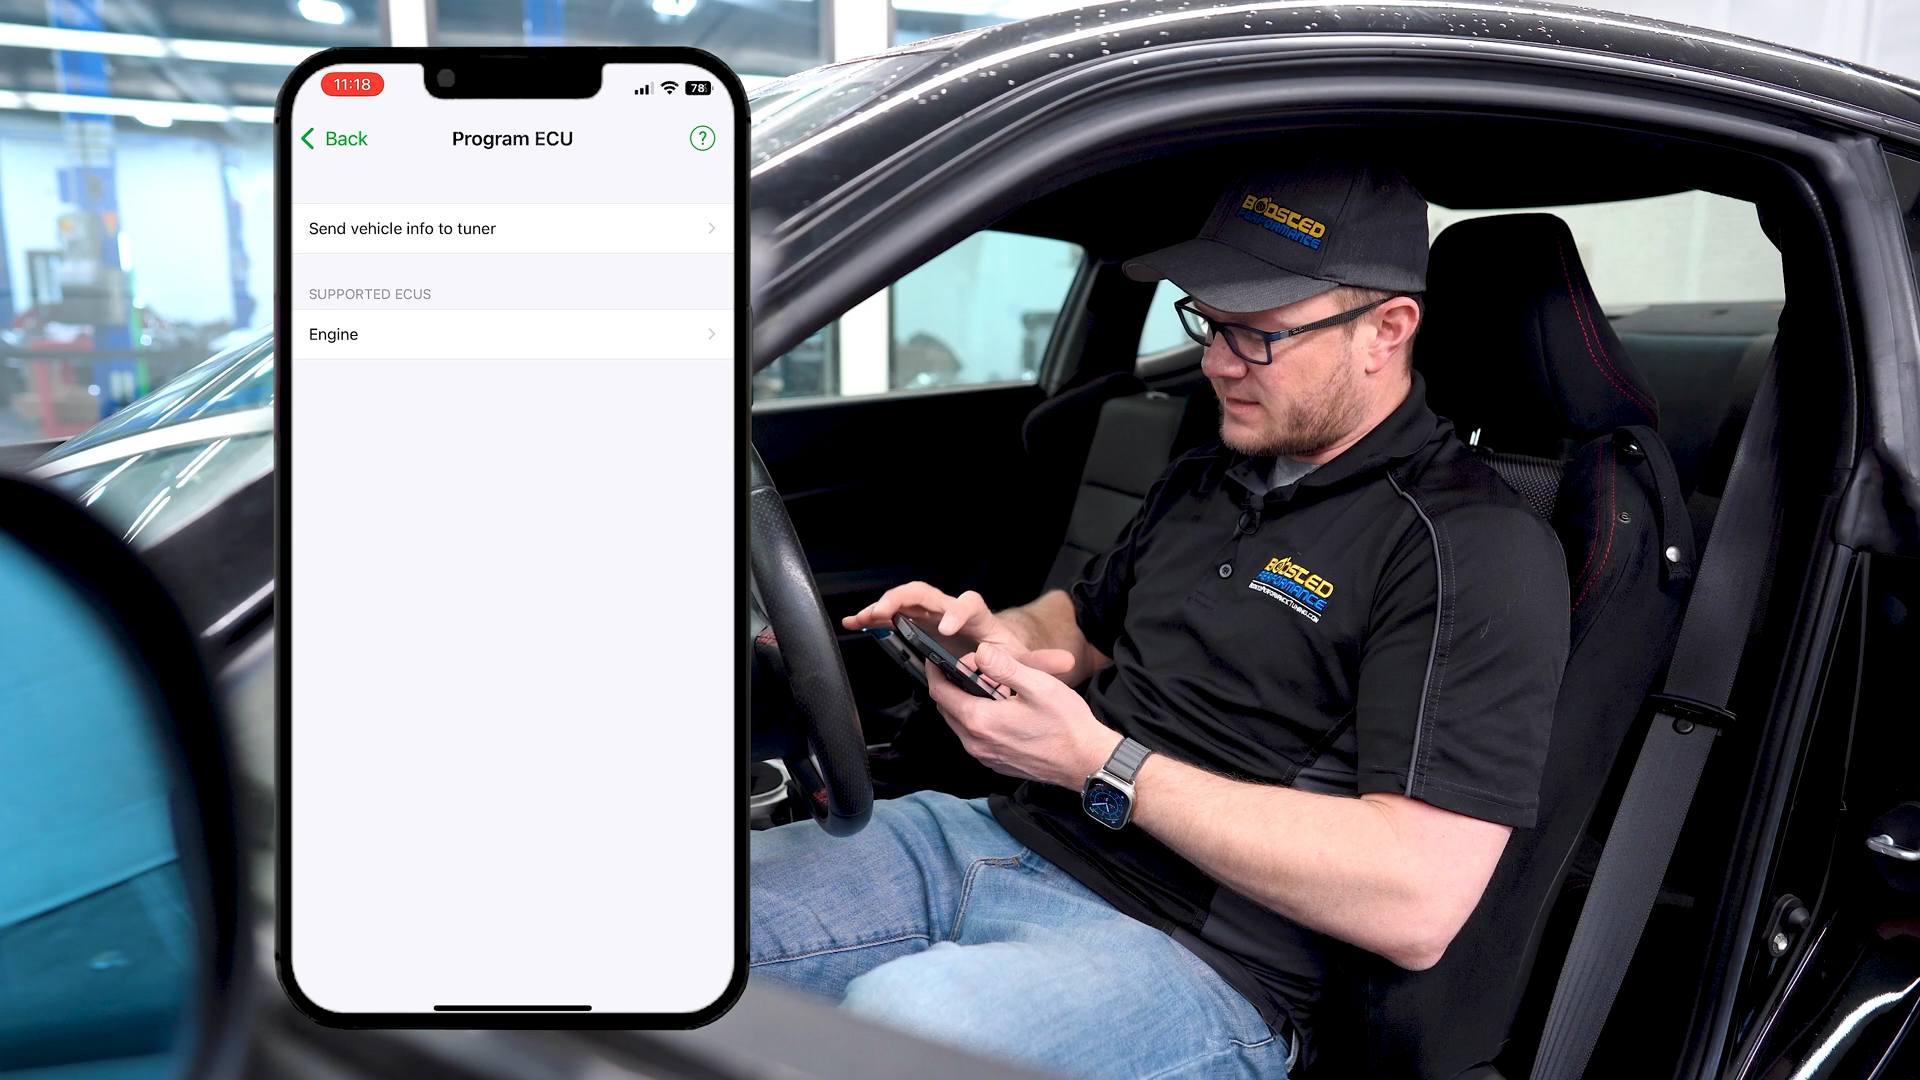 11:18
78
Back
Program ECU
?
Send vehicle info to tuner
SUPPORTED ECUS
Engine
BOOSTED
PERFORMANCE
BOOSTED
PERFORMANCE